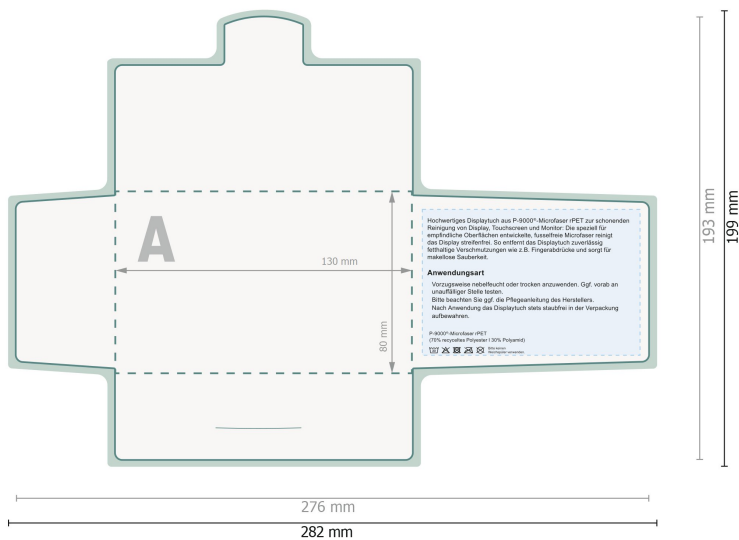 A
130 mm
80 mm
Hochwertiges Displaytuch aus P-9000®-Microfaser rPET zur schonenden
Reinigung von Display, Touchscreen und Monitor: Die speziell für
empfindliche Oberflächen entwickelte, fusselfreie Microfaser reinigt
das Display streifenfrei. So entfernt das Displaytuch zuverlässig
fetthaltige Verschmutzungen wie z.B. Fingerabdrücke und sorgt für
makellose Sauberkeit.
Anwendungsart
Vorzugsweise nebelfeucht oder trocken anzuwenden. Ggf. vorab an
unauffälliger Stelle testen.
Bitte beachten Sie ggf. die Pflegeanleitung des Herstellers.
Nach Anwendung das Displaytuch stets staubfrei in der Verpackung
aufbewahren.
P-9000®-Microfaser rPET
(70% recyceltes Polyester I 30% Polyamid)
Bitte keinen
Weichspüler verwenden
193 mm
199 mm
276 mm
282 mm